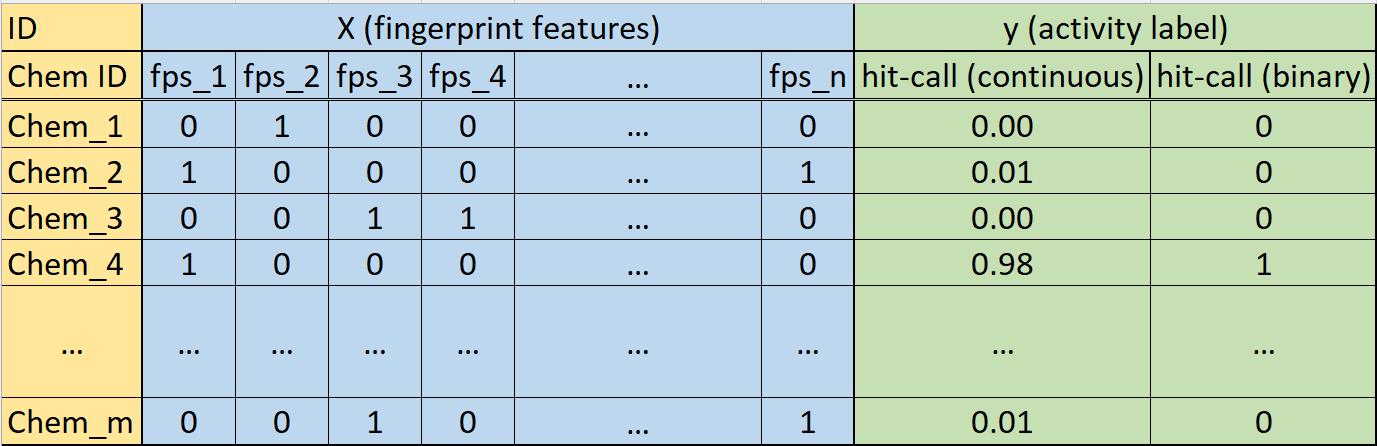 ID X (fingerprint features) y (activity label)
Chem ID fps_1 fps_2 fps_3 fps_4 ... fps_n hit-call (continuous) hit-call (binary)
Chem_1 0 1 0 0 ... 0 0.00 0
Chem_2 1 0 0 0 ... 1 0.01 0
Chem_3 0 0 1 1 ... 0 0.00 0
Chem_4 1 0 0 0 ... 0 0.98 1
... ... ... ... ... ... ... ... ...
Chem_m 0 0 1 0 ... 1 0.01 0